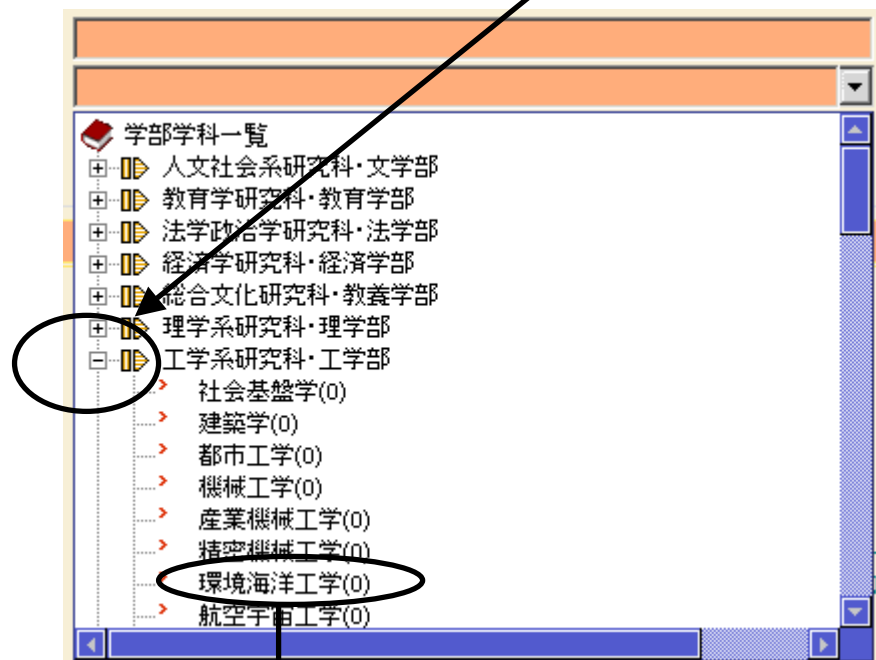 学部学科一覧
人文社会系研究科・文学部
教育学研究科・教育学部
法学政治学研究科・法学部
経済学研究科・経済学部
総合文化研究科・教養学部
理学系研究科・理学部
工学系研究科・工学部
社会基盤学(0)
建築学(0)
都市工学(0)
機械工学(0)
産業機械工学(0)
精密機械工学(0)
環境海洋工学(0)
航空宇宙工学(0)